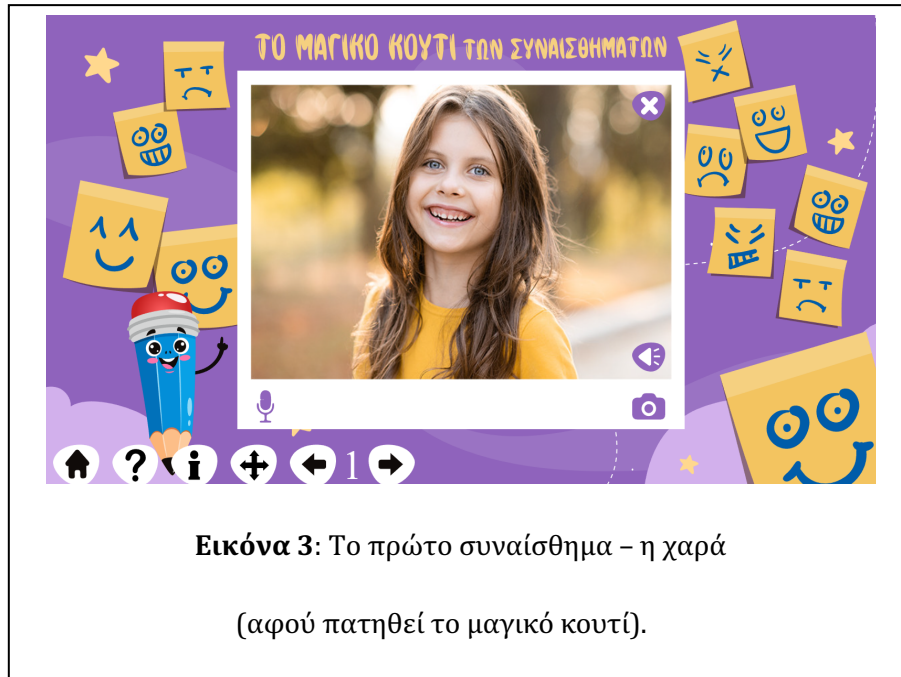 ΤΟ ΜΑΓΙΚΟ ΚΟΥΤΙ ΤΩΝ ΣΥΝΑΙΣΘΗΜΑΤΩΝ
? i 1
Εικόνα 3: Το πρώτο συναίσθημα – η χαρά
(αφού πατηθεί το μαγικό κουτί).